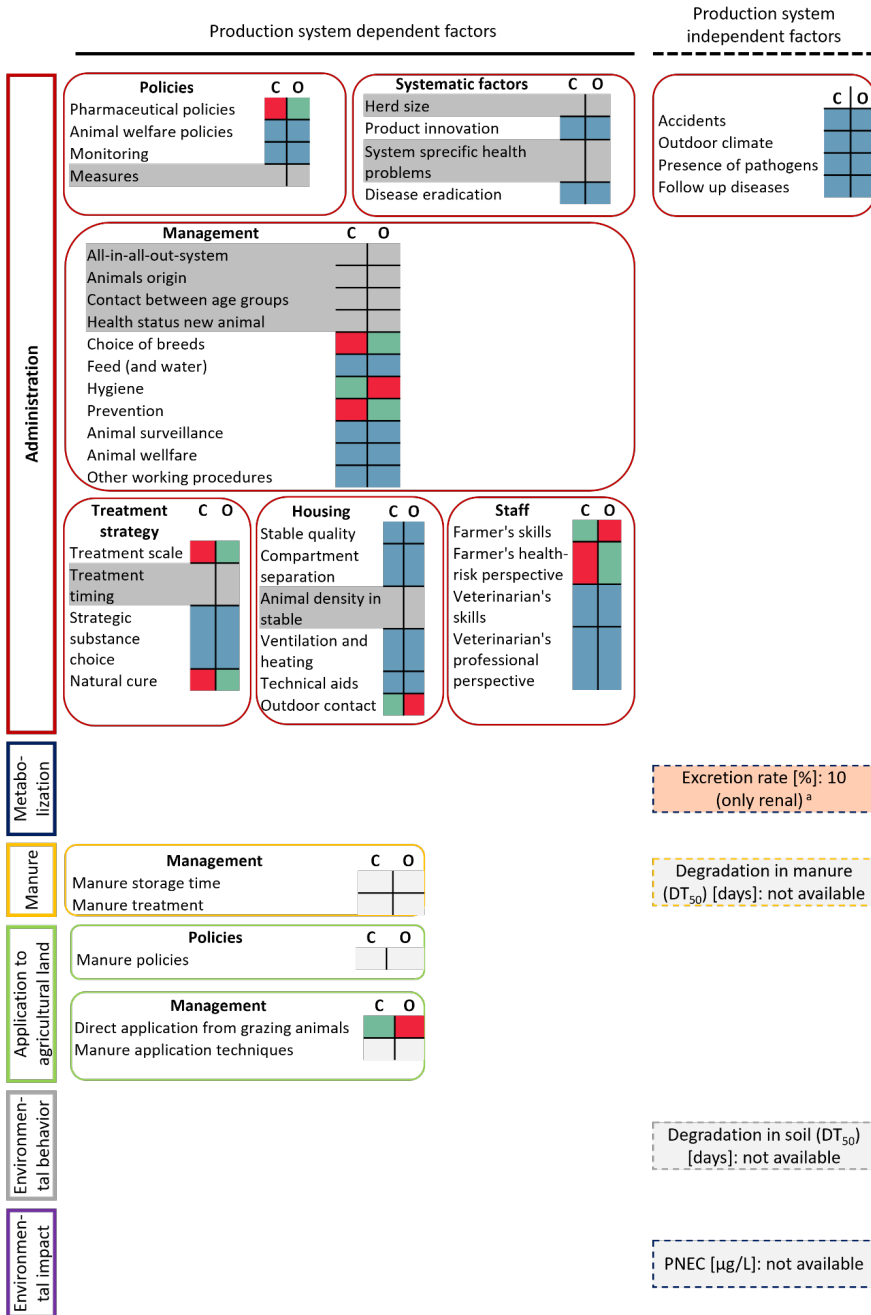 Production system dependent factors
Production system
independent factors
Administration
Policies
C O
Pharmaceutical policies
Animal welfare policies
Monitoring
Measures
Systematic factors
C O
Herd size
Product innovation
System sprecific health
problems
Disease eradication
C O
Accidents
Outdoor climate
Presence of pathogens
Follow up diseases
Management
C O
All-in-all-out-system
Animals origin
Contact between age groups
Health status new animal
Choice of breeds
Feed (and water)
Hygiene
Prevention
Animal surveillance
Animal wellfare
Other working procedures
Treatment
strategy
C O
Treatment scale
Treatment
timing
Strategic
substance
choice
Natural cure
Housing
C O
Stable quality
Compartment
separation
Animal density in
stable
Ventilation and
heating
Technical aids
Outdoor contact
Staff
C O
Farmer's skills
Farmer's health-
risk perspective
Veterinarian's
skills
Veterinarian's
professional
perspective
Metabo-
lization
Excretion rate [%]: 10
(only renal) a
Manure
Management
C O
Manure storage time
Manure treatment
Degradation in manure
(DT50) [days]: not available
Application to
agricultural land
Policies
C O
Manure policies
Management
C O
Direct application from grazing animals
Manure application techniques
Environmen-
tal behavior
Degradation in soil (DT50)
[days]: not available
Environmen-
tal impact
PNEC [µg/L]: not available